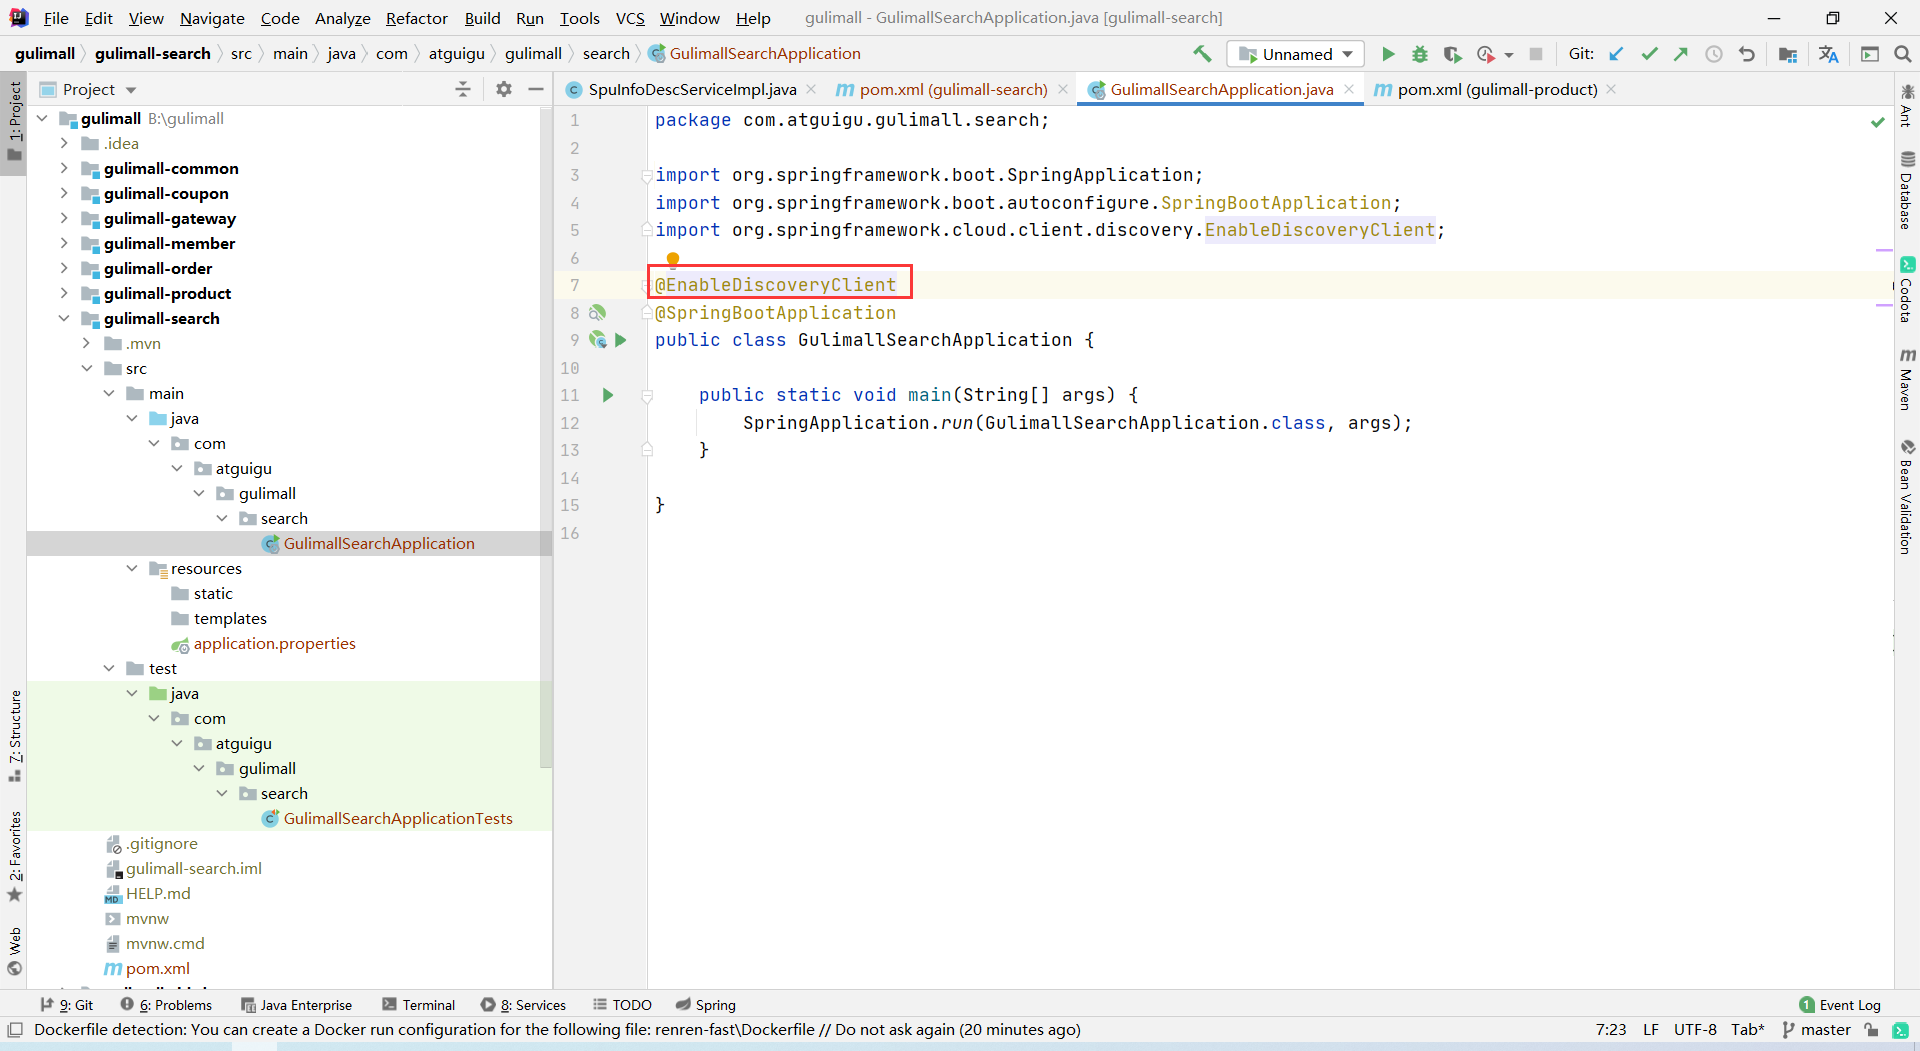 File Edit View Navigate Code Analyze Refactor Build Run Tools VCS Window Help gulimall - GulimallSearchApplication.java [gulimall-search]
gulimall gulimall-search src main java com atguigu gulimall search GulimallSearchApplication Unnamed Git:
1: Project
Project
gulimall B:\gulimall
.idea
gulimall-common
gulimall-coupon
gulimall-gateway
gulimall-member
gulimall-order
gulimall-product
gulimall-search
.mvn
src
main
java
com
atguigu
gulimall
search
GulimallSearchApplication
resources
static
templates
application.properties
test
java
com
atguigu
gulimall
search
GulimallSearchApplicationTests
.gitignore
gulimall-search.iml
HELP.md
mvnw
mvnw.cmd
pom.xml
7: Structure
2: Favorites
Web
SpuInfoDescServiceImpl.java pom.xml (gulimall-search) GulimallSearchApplication.java pom.xml (gulimall-product)
1 package com.atguigu.gulimall.search;
2
3 import org.springframework.boot.SpringApplication;
4 import org.springframework.boot.autoconfigure.SpringBootApplication;
5 import org.springframework.cloud.client.discovery.EnableDiscoveryClient;
6
7 @EnableDiscoveryClient
8 @SpringBootApplication
9 public class GulimallSearchApplication {
10
11 public static void main(String[] args) {
12 SpringApplication.run(GulimallSearchApplication.class, args);
13 }
14
15 }
16
Ant
Database
Codota
Maven
Bean Validation
9: Git 6: Problems Java Enterprise Terminal 8: Services TODO Spring 1 Event Log
Dockerfile detection: You can create a Docker run configuration for the following file: renren-fast\Dockerfile // Do not ask again (20 minutes ago) 7:23 LF UTF-8 Tab* master